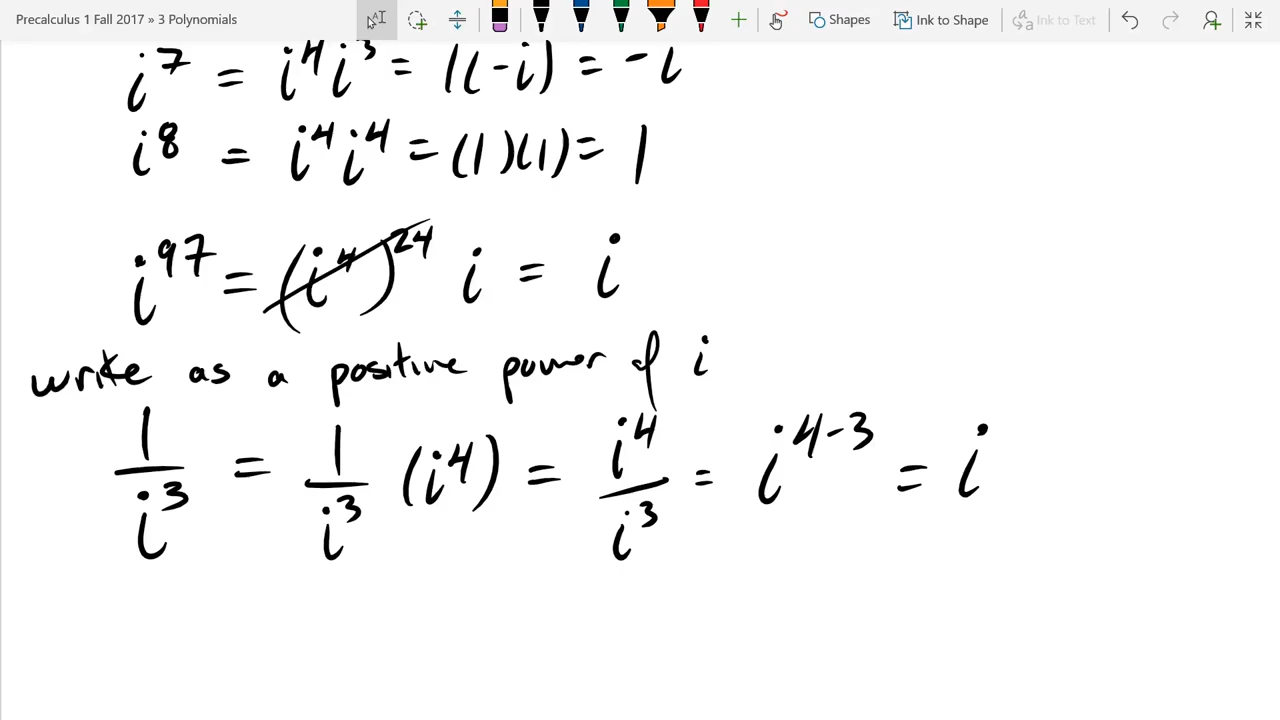 Precalculus 1 Fall 2017 » 3 Polynomials Shapes Ink to Shape Ink to Text
i^7 = i^4 i^3 = 1(-i) = -i
i^8 = i^4 i^4 = (1)(1) = 1
i^97 = (i^4)^24 i = i
write as a positive power of i
1/i^3 = 1/i^3 (i^4) = i^4/i^3 = i^4-3 = i